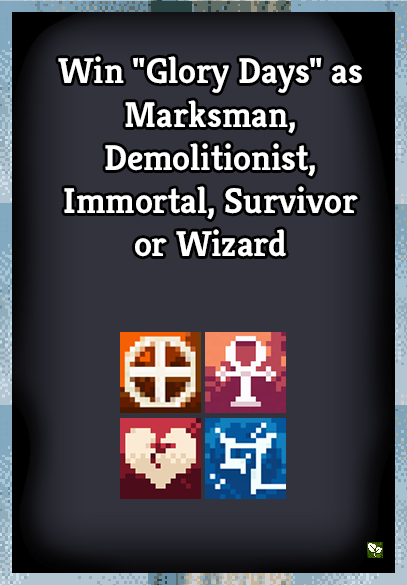 Win "Glory Days" as
Marksman,
Demolitionist,
Immortal, Survivor
or Wizard